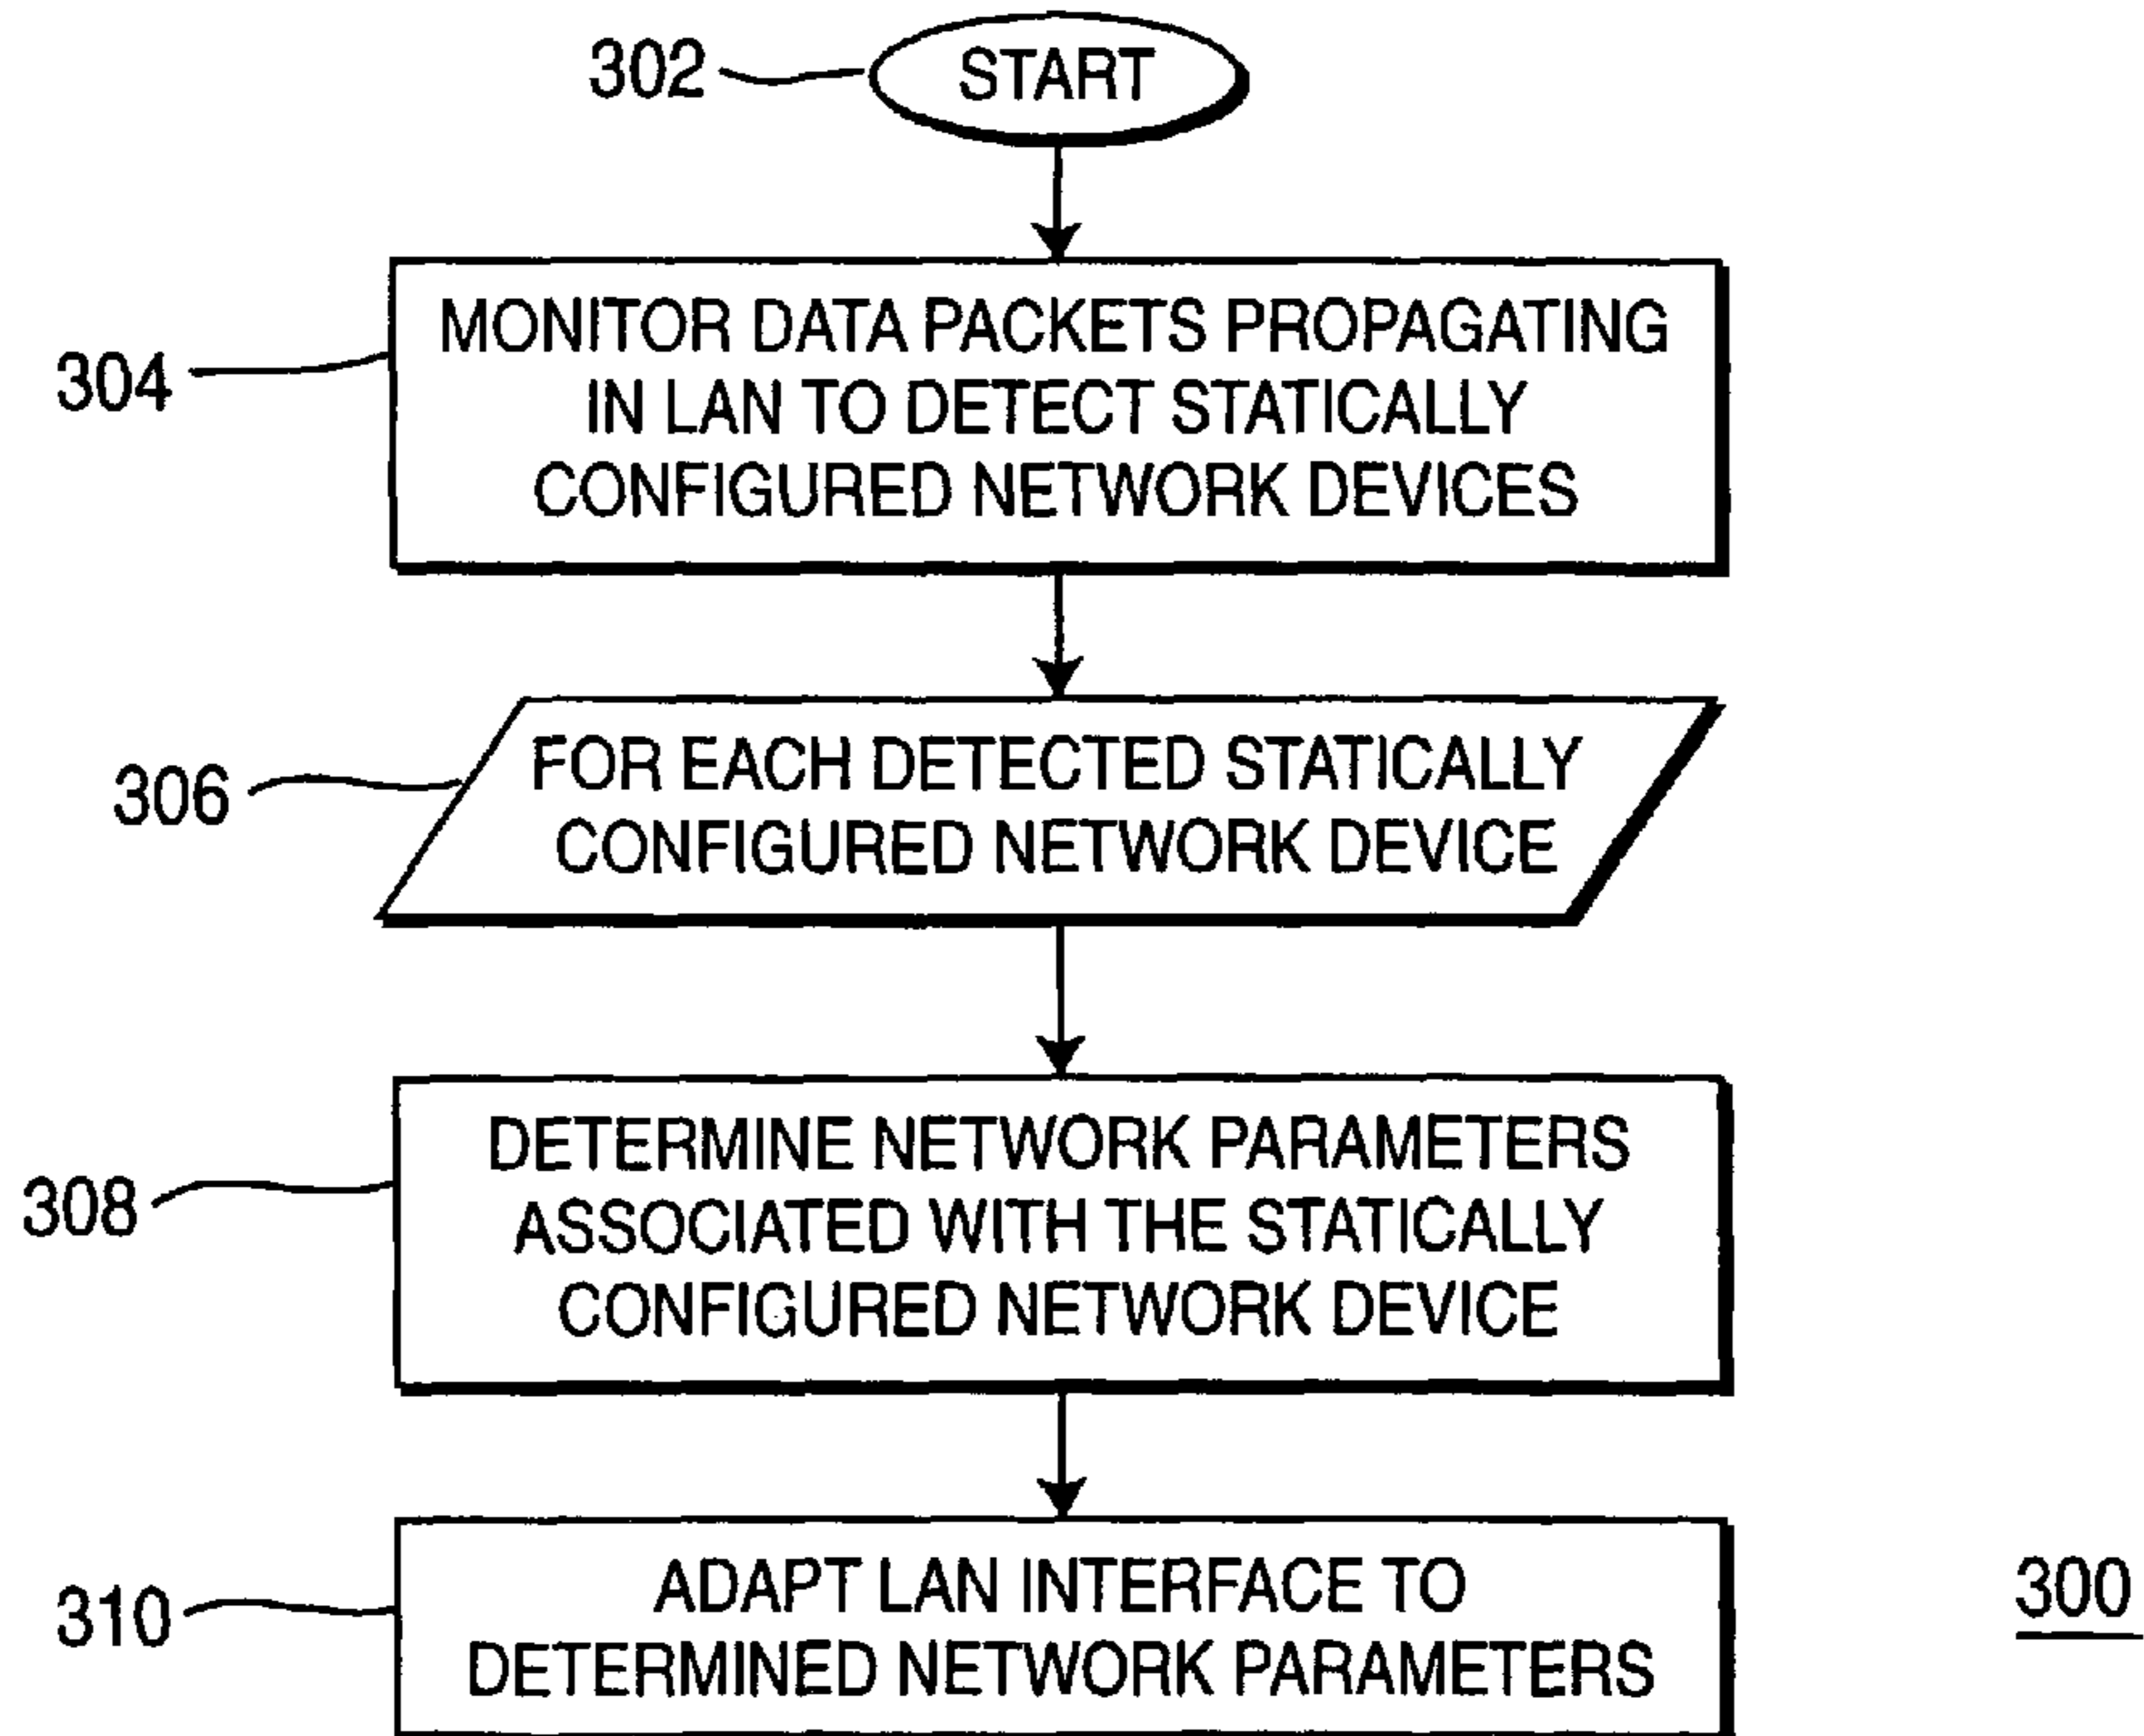 302
START
304
MONITOR DATA PACKETS PROPAGATING
IN LAN TO DETECT STATICALLY
CONFIGURED NETWORK DEVICES
306
FOR EACH DETECTED STATICALLY
CONFIGURED NETWORK DEVICE
308
DETERMINE NETWORK PARAMETERS
ASSOCIATED WITH THE STATICALLY
CONFIGURED NETWORK DEVICE
310
ADAPT LAN INTERFACE TO
DETERMINED NETWORK PARAMETERS
300